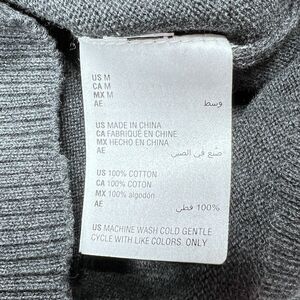 US M
CA M
MX M
AE وسط
US MADE IN CHINA
CA FABRIQUÉ EN CHINE
MX HECHO EN CHINA
AE صنع في الصين
US 100% COTTON
CA 100% COTON
MX 100% algodón
AE 100% قطن
US MACHINE WASH COLD GENTLE
CYCLE WITH LIKE COLORS. ONLY